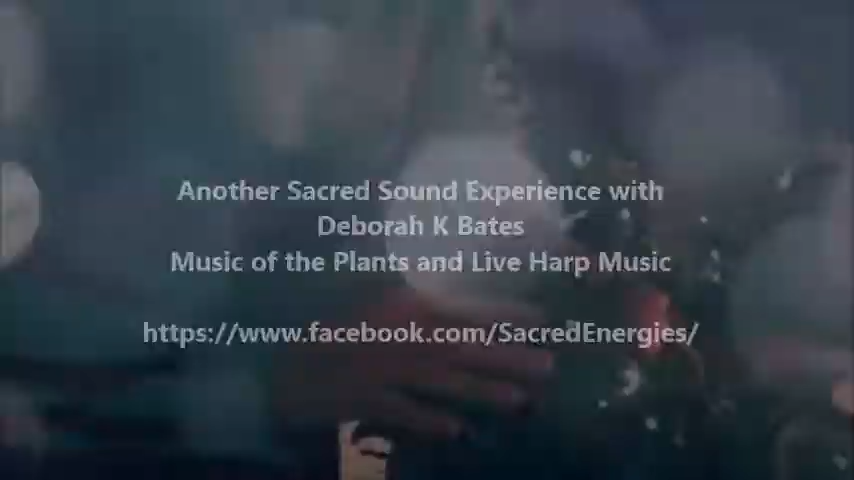 Another Sacred Sound Experience with
Deborah K Bates
Music of the Plants and Live Harp Music
https://www.facebook.com/SacredEnergies/